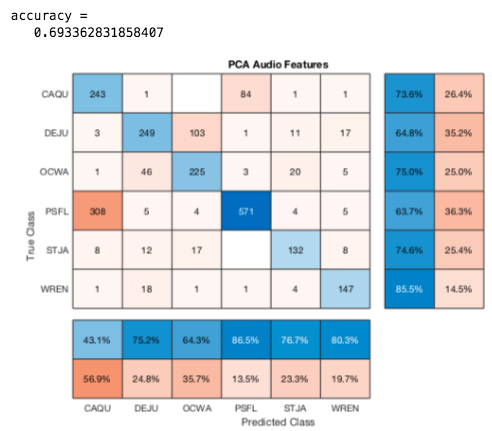 accuracy =
0.693362831858407
PCA Audio Features
CAQU 243 1 84 1 1 73.6% 26.4%
DEJU 3 249 103 1 11 17 64.8% 35.2%
OCWA 1 46 225 3 20 5 75.0% 25.0%
PSFL 308 5 4 571 4 5 63.7% 36.3%
STJA 8 12 17 132 8 74.6% 25.4%
WREN 1 18 1 1 4 147 85.5% 14.5%
True Class
43.1% 75.2% 64.3% 86.5% 76.7% 80.3%
56.9% 24.8% 35.7% 13.5% 23.3% 19.7%
CAQU DEJU OCWA PSFL STJA WREN
Predicted Class